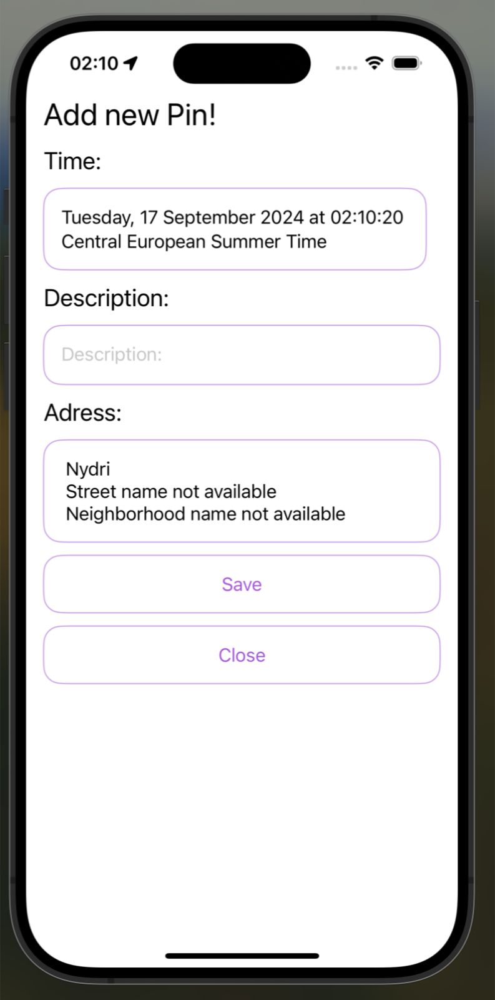 02:10
Add new Pin!
Time:
Tuesday, 17 September 2024 at 02:10:20
Central European Summer Time
Description:
Description:
Adress:
Nydri
Street name not available
Neighborhood name not available
Save
Close